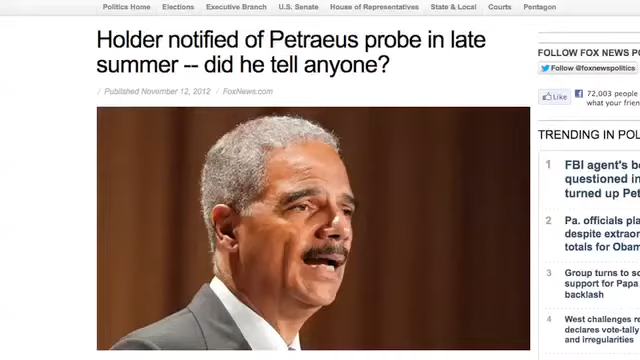 Politics Home Elections Executive Branch U.S. Senate House of Representatives State & Local Courts Pentagon
Holder notified of Petraeus probe in late
summer -- did he tell anyone?
/ Published November 12, 2012 / FoxNews.com
FOLLOW FOX NEWS PO
Follow @foxnewspolitics
Like
72,003 people
what your frien
TRENDING IN POL
1 FBI agent's b
questioned in
turned up Pet
2 Pa. officials pla
despite extraor
totals for Obam
3 Group turns to so
support for Papa
backlash
4 West challenges re
declares vote-tally
and irregularities